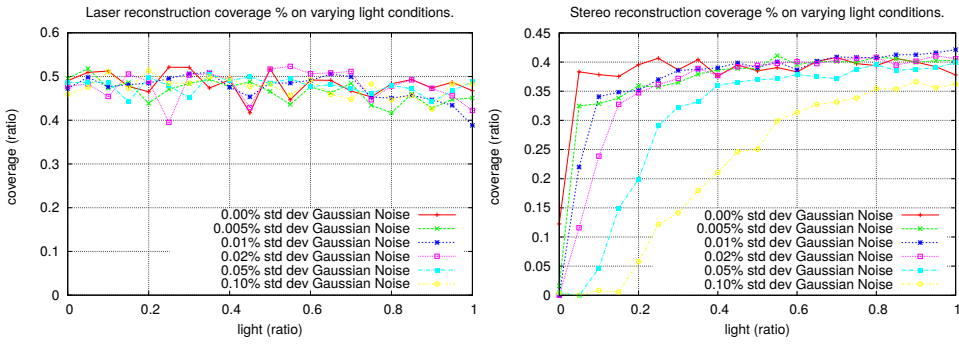 Laser reconstruction coverage % on varying light conditions.
0.6
0.5
0.4
0.3
0.2
0.1
0
coverage (ratio)
0.00% std dev Gaussian Noise
0.005% std dev Gaussian Noise
0.01% std dev Gaussian Noise
0.02% std dev Gaussian Noise
0.05% std dev Gaussian Noise
0.10% std dev Gaussian Noise
0 0.2 0.4 0.6 0.8 1
light (ratio)
Stereo reconstruction coverage % on varying light conditions.
0.45
0.4
0.35
0.3
0.25
0.2
0.15
0.1
0.05
0
coverage (ratio)
0.00% std dev Gaussian Noise
0.005% std dev Gaussian Noise
0.01% std dev Gaussian Noise
0.02% std dev Gaussian Noise
0.05% std dev Gaussian Noise
0.10% std dev Gaussian Noise
0 0.2 0.4 0.6 0.8 1
light (ratio)